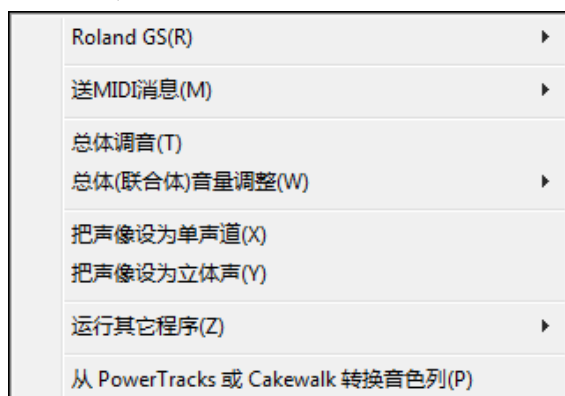 Roland GS(R)
送MIDI消息(M)
总体调音(T)
总体(联合体)音量调整(W)
把声像设为单声道(X)
把声像设为立体声(Y)
运行其它程序(Z)
从 PowerTracks 或 Cakewalk 转换音色列(P)